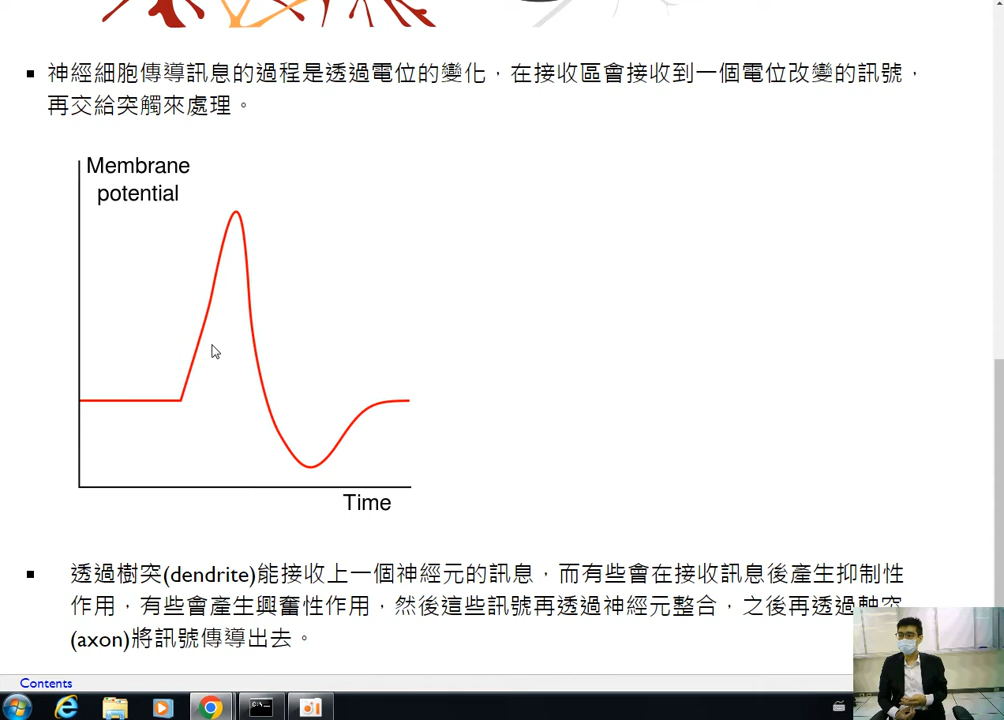 神經細胞傳導訊息的過程是透過電位的變化，在接收區會接收到一個電位改變的訊號，
再交給突觸來處理。
Membrane
potential
Time
透過樹突(dendrite)能接收上一個神經元的訊息，而有些會在接收訊息後產生抑制性
作用，有些會產生興奮性作用，然後這些訊號再透過神經元整合，之後再透過軸突
(axon)將訊號傳導出去。
Contents